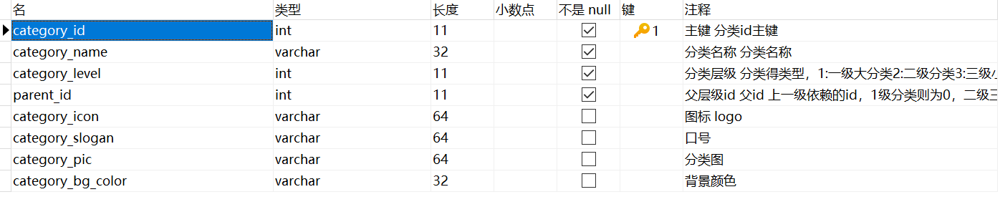 名 类型 长度 小数点 不是 null 键 注释
category_id int 11 1 主键 分类id主键
category_name varchar 32 分类名称 分类名称
category_level int 11 分类层级 分类得类型，1:一级大分类2:二级分类3:三级小
parent_id int 11 父层级id 父id 上一级依赖的id，1级分类则为0，二级三
category_icon varchar 64 图标 logo
category_slogan varchar 64 口号
category_pic varchar 64 分类图
category_bg_color varchar 32 背景颜色